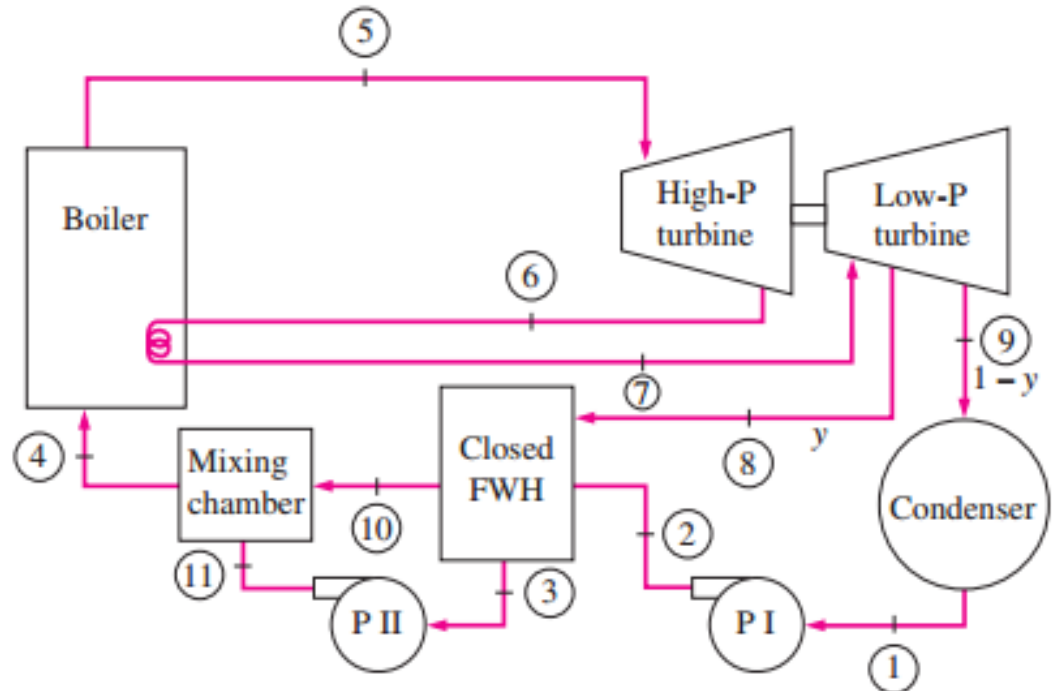 5
Boiler
High-P
turbine
Low-P
turbine
6
9
1 – y
7
y
8
4
Mixing
chamber
Closed
FWH
10
2
Condenser
11
3
P II
P I
1